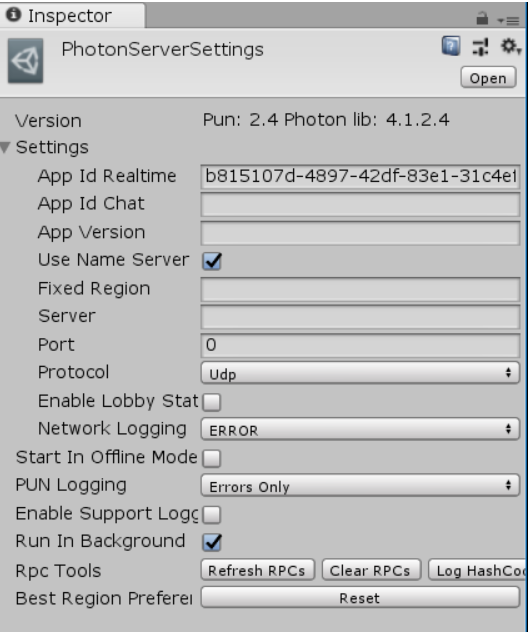 Inspector
PhotonServerSettings
Open
Version Pun: 2.4 Photon lib: 4.1.2.4
Settings
App Id Realtime b815107d-4897-42df-83e1-31c4ef
App Id Chat
App Version
Use Name Server
Fixed Region
Server
Port 0
Protocol Udp
Enable Lobby Stat
Network Logging ERROR
Start In Offline Mode
PUN Logging Errors Only
Enable Support Logg
Run In Background
Rpc Tools Refresh RPCs Clear RPCs Log HashCod
Best Region Preferen Reset